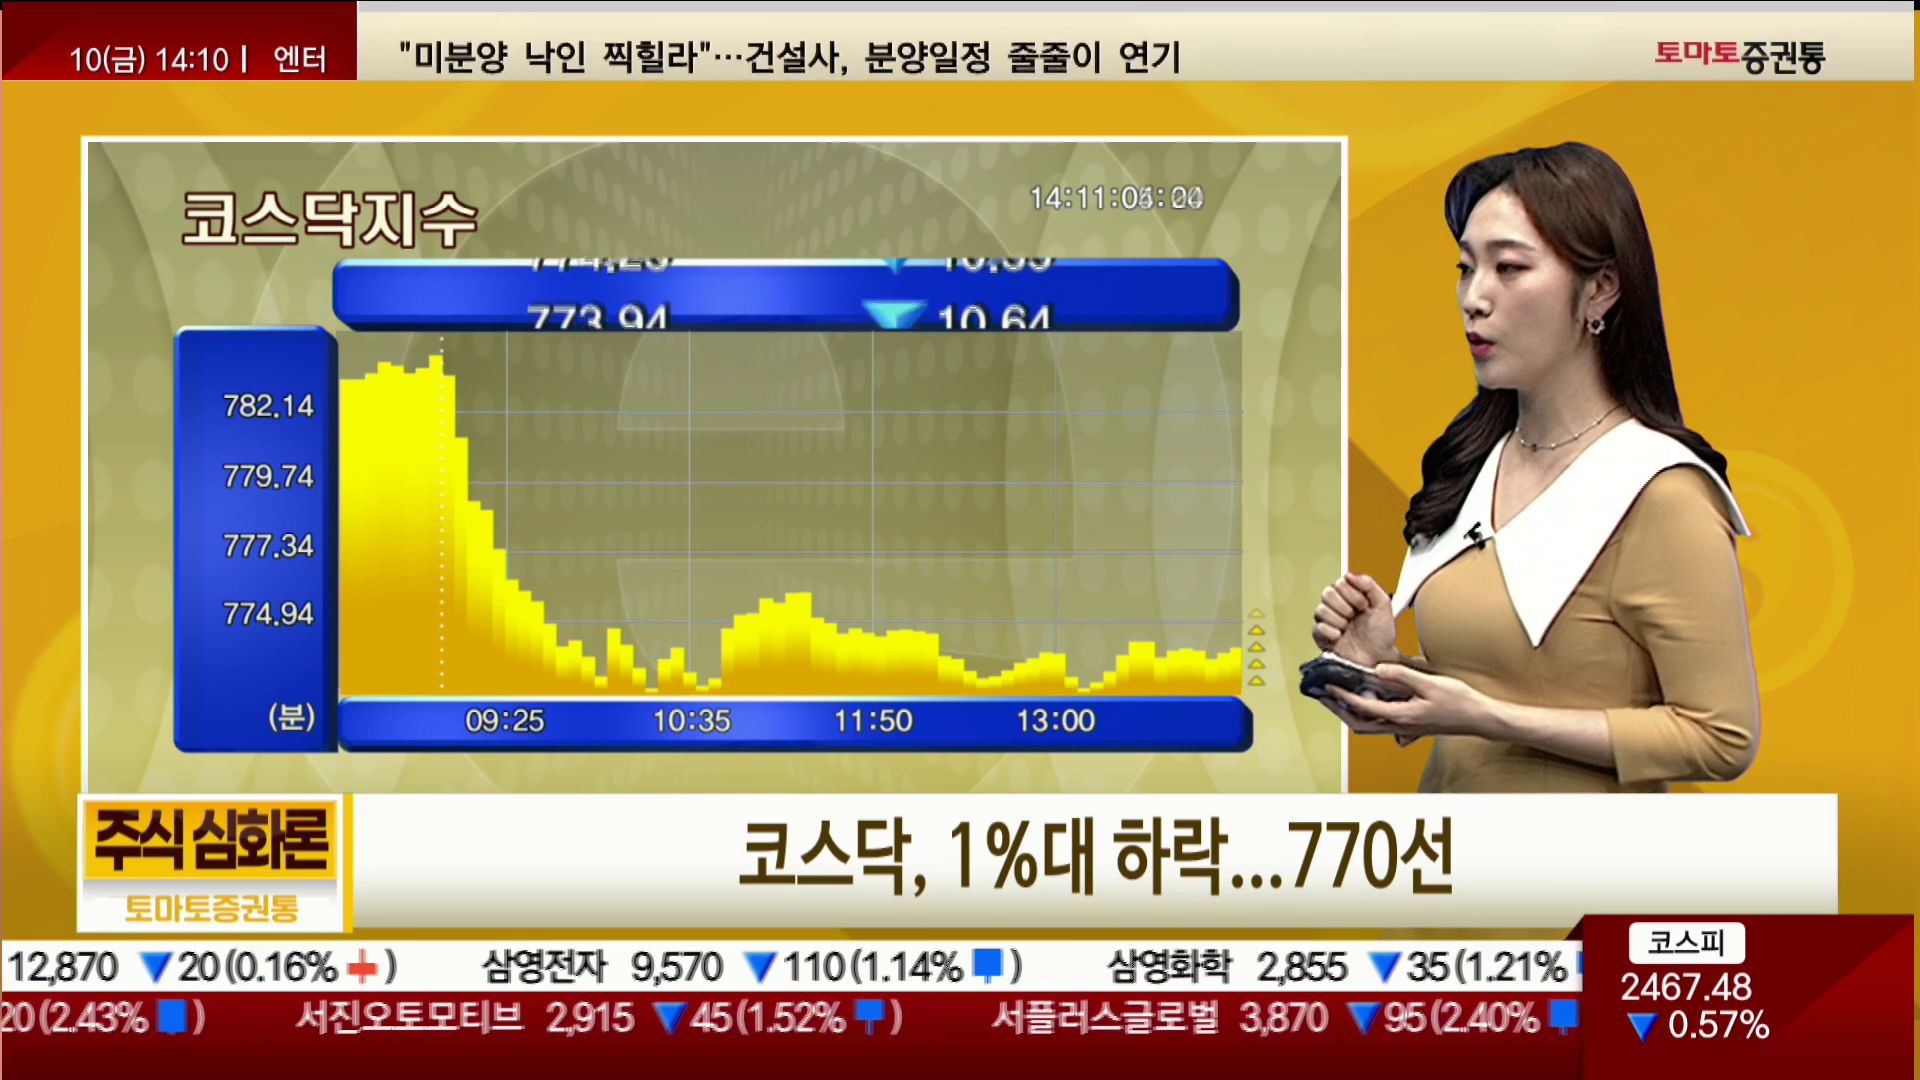 10(금) 14:10 | 엔터
"미분양 낙인 찍힐라"…건설사, 분양일정 줄줄이 연기
토마토증권통
코스닥지수
773.94 ▼ 10.64
782.14
779.74
777.34
774.94
(분)
09:25 10:35 11:50 13:00
주식 심화론
토마토증권통
코스닥, 1%대 하락...770선
12,870 ▼20(0.16% ) 삼영전자 9,570 ▼110(1.14% ) 삼영화학 2,855 ▼35(1.21%
20(2.43% ) 서진오토모티브 2,915 ▼45(1.52% ) 서플러스글로벌 3,870 ▼95(2.40%
코스피
2467.48
▼ 0.57%